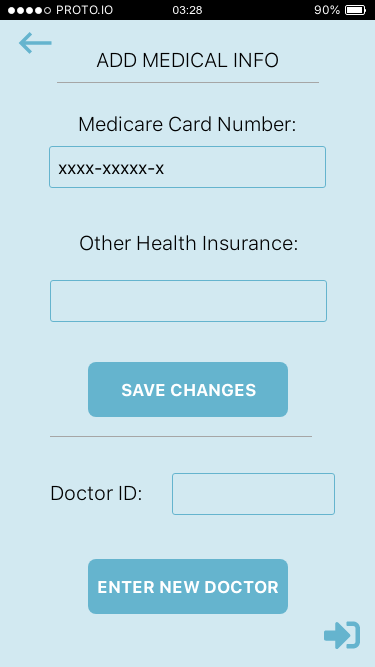 PROTO.IO 03:28 90%
ADD MEDICAL INFO
Medicare Card Number:
xxxx-xxxxx-x
Other Health Insurance:
SAVE CHANGES
Doctor ID:
ENTER NEW DOCTOR